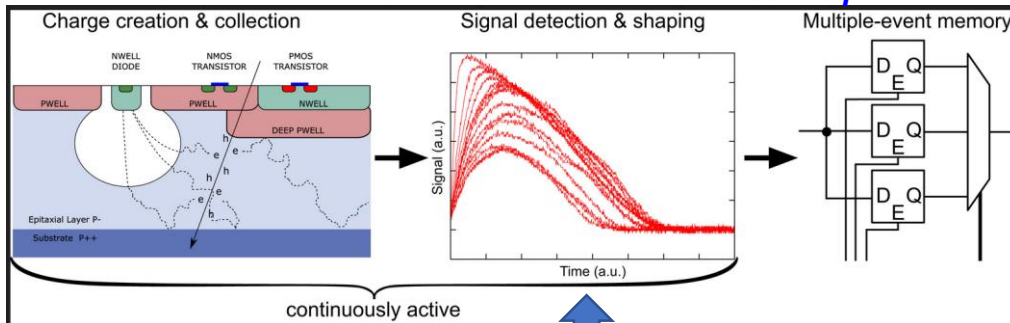 Charge creation & collection
Signal detection & shaping
Multiple-event memory
NWELL
DIODE
NMOS
TRANSISTOR
PMOS
TRANSISTOR
PWELL
PWELL
NWELL
DEEP PWELL
h
e
e
h
h
e
e
h
Epitaxial Layer P-
Substrate P++
Signal (a.u.)
Time (a.u.)
D Q
E
D Q
E
D Q
E
continuously active